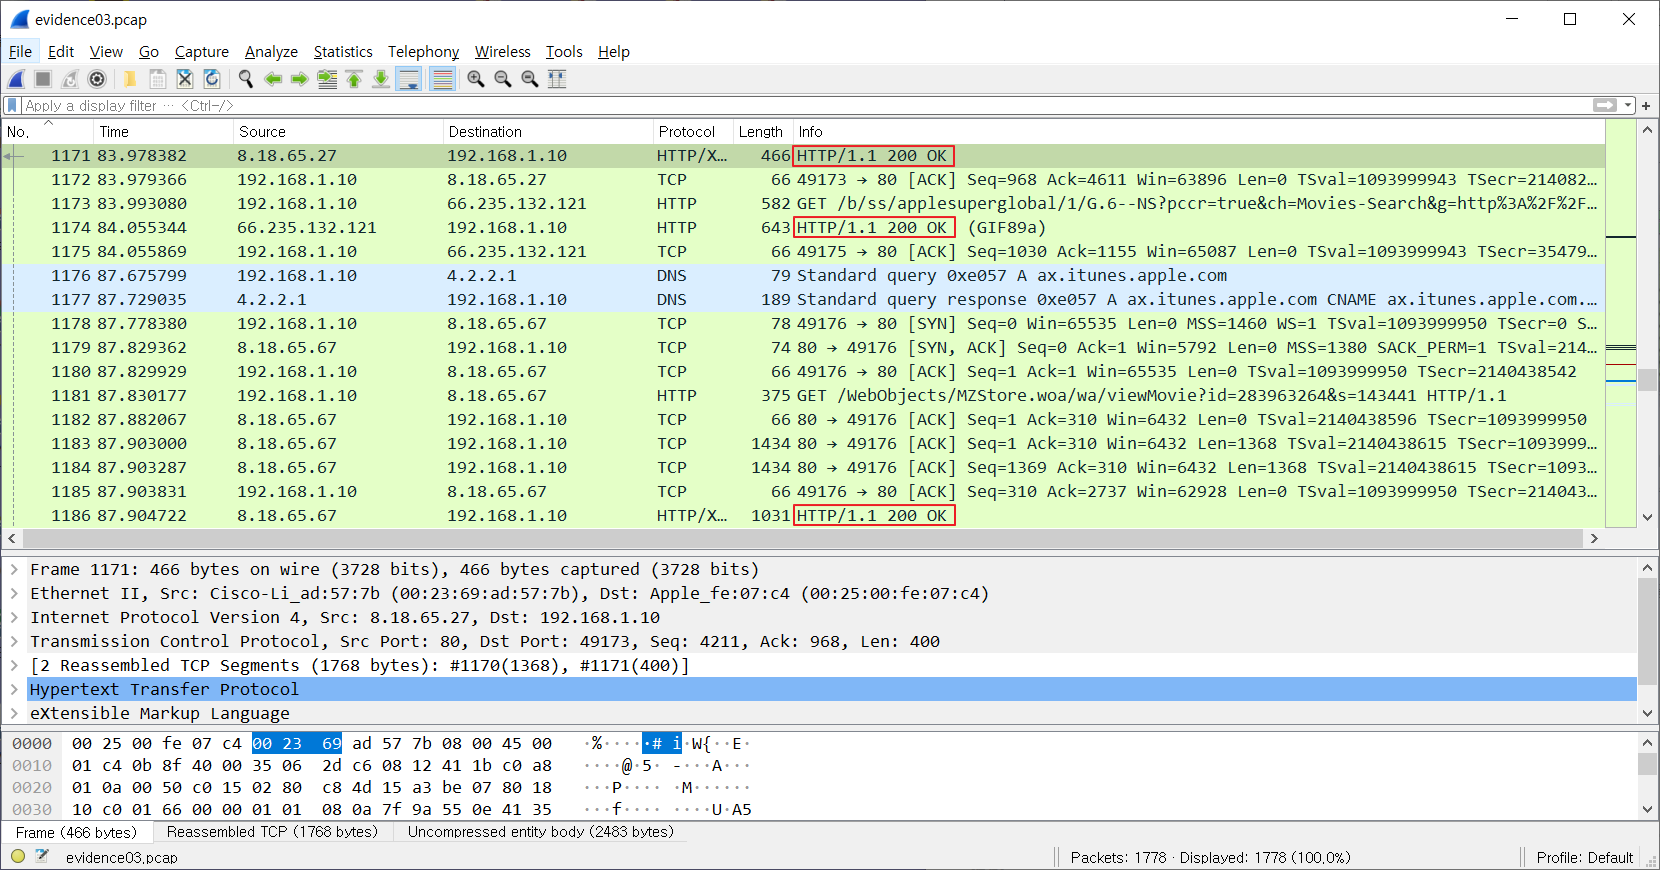 evidence03.pcap
File Edit View Go Capture Analyze Statistics Telephony Wireless Tools Help
Apply a display filter ··· <Ctrl-/>
No. Time Source Destination Protocol Length Info
1171 83.978382 8.18.65.27 192.168.1.10 HTTP/X… 466 HTTP/1.1 200 OK
1172 83.979366 192.168.1.10 8.18.65.27 TCP 66 49173 → 80 [ACK] Seq=968 Ack=4611 Win=63896 Len=0 TSval=1093999943 TSecr=214082…
1173 83.993080 192.168.1.10 66.235.132.121 HTTP 582 GET /b/ss/applesuperglobal/1/G.6--NS?pccr=true&ch=Movies-Search&g=http%3A%2F%2F…
1174 84.055344 66.235.132.121 192.168.1.10 HTTP 643 HTTP/1.1 200 OK (GIF89a)
1175 84.055869 192.168.1.10 66.235.132.121 TCP 66 49175 → 80 [ACK] Seq=1030 Ack=1155 Win=65087 Len=0 TSval=1093999943 TSecr=35479…
1176 87.675799 192.168.1.10 4.2.2.1 DNS 79 Standard query 0xe057 A ax.itunes.apple.com
1177 87.729035 4.2.2.1 192.168.1.10 DNS 189 Standard query response 0xe057 A ax.itunes.apple.com CNAME ax.itunes.apple.com.…
1178 87.778380 192.168.1.10 8.18.65.67 TCP 78 49176 → 80 [SYN] Seq=0 Win=65535 Len=0 MSS=1460 WS=1 TSval=1093999950 TSecr=0 S…
1179 87.829362 8.18.65.67 192.168.1.10 TCP 74 80 → 49176 [SYN, ACK] Seq=0 Ack=1 Win=5792 Len=0 MSS=1380 SACK_PERM=1 TSval=214…
1180 87.829929 192.168.1.10 8.18.65.67 TCP 66 49176 → 80 [ACK] Seq=1 Ack=1 Win=65535 Len=0 TSval=1093999950 TSecr=2140438542
1181 87.830177 192.168.1.10 8.18.65.67 HTTP 375 GET /WebObjects/MZStore.woa/wa/viewMovie?id=283963264&s=143441 HTTP/1.1
1182 87.882067 8.18.65.67 192.168.1.10 TCP 66 80 → 49176 [ACK] Seq=1 Ack=310 Win=6432 Len=0 TSval=2140438596 TSecr=1093999950
1183 87.903000 8.18.65.67 192.168.1.10 TCP 1434 80 → 49176 [ACK] Seq=1 Ack=310 Win=6432 Len=1368 TSval=2140438615 TSecr=1093999…
1184 87.903287 8.18.65.67 192.168.1.10 TCP 1434 80 → 49176 [ACK] Seq=1369 Ack=310 Win=6432 Len=1368 TSval=2140438615 TSecr=1093…
1185 87.903831 192.168.1.10 8.18.65.67 TCP 66 49176 → 80 [ACK] Seq=310 Ack=2737 Win=62928 Len=0 TSval=1093999950 TSecr=214043…
1186 87.904722 8.18.65.67 192.168.1.10 HTTP/X… 1031 HTTP/1.1 200 OK
Frame 1171: 466 bytes on wire (3728 bits), 466 bytes captured (3728 bits)
Ethernet II, Src: Cisco-Li_ad:57:7b (00:23:69:ad:57:7b), Dst: Apple_fe:07:c4 (00:25:00:fe:07:c4)
Internet Protocol Version 4, Src: 8.18.65.27, Dst: 192.168.1.10
Transmission Control Protocol, Src Port: 80, Dst Port: 49173, Seq: 4211, Ack: 968, Len: 400
[2 Reassembled TCP Segments (1768 bytes): #1170(1368), #1171(400)]
Hypertext Transfer Protocol
eXtensible Markup Language
0000 00 25 00 fe 07 c4 00 23 69 ad 57 7b 08 00 45 00 ·%·····# i·W{··E·
0010 01 c4 0b 8f 40 00 35 06 2d c6 08 12 41 1b c0 a8 ····@·5· -···A···
0020 01 0a 00 50 c0 15 02 80 c8 4d 15 a3 be 07 80 18 ···P···· ·M······
0030 10 c0 01 66 00 00 01 01 08 0a 7f 9a 55 0e 41 35 ···f···· ····U·A5
Frame (466 bytes) Reassembled TCP (1768 bytes) Uncompressed entity body (2483 bytes)
evidence03.pcap Packets: 1778 · Displayed: 1778 (100.0%) Profile: Default